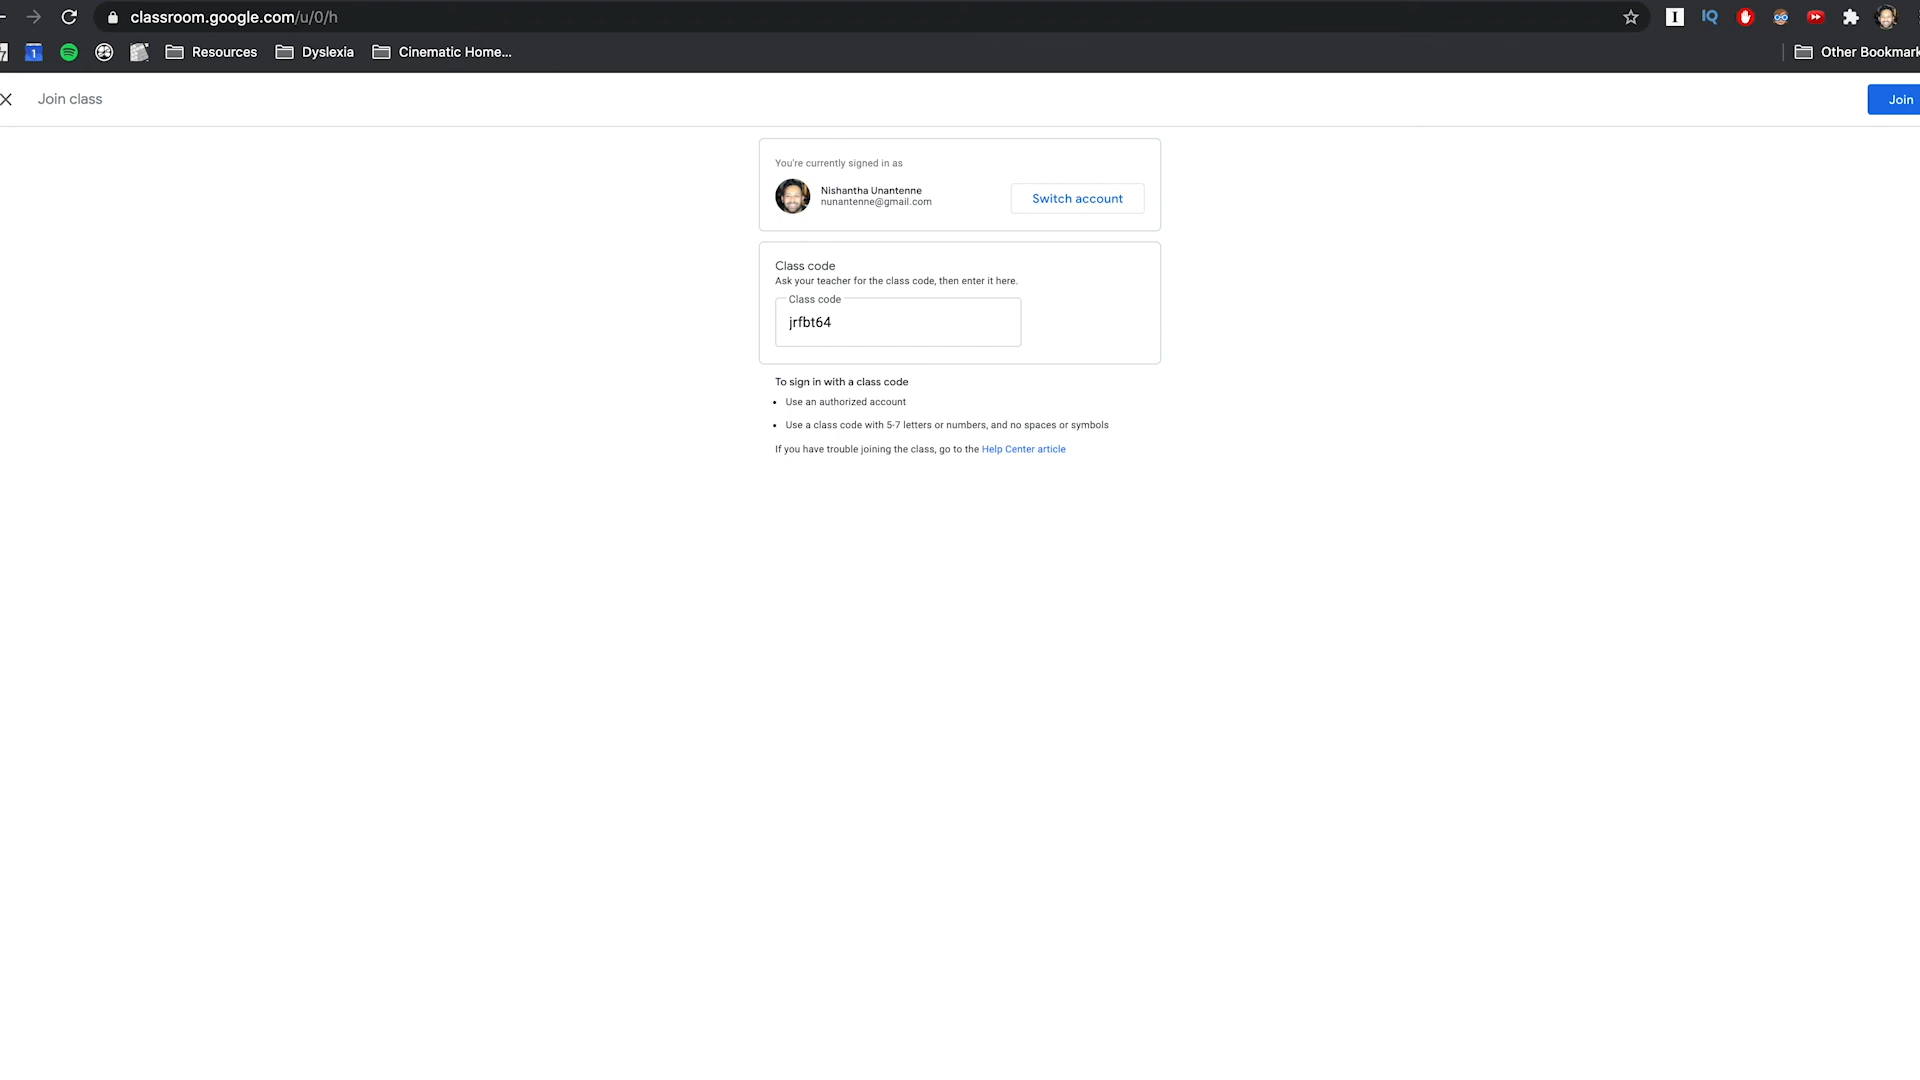 classroom.google.com/u/0/h
1
Resources
Dyslexia
Cinematic Home...
Other Bookmark
I
IQ
Join class
Join
You're currently signed in as
Nishantha Unantenne
nunantenne@gmail.com
Switch account
Class code
Ask your teacher for the class code, then enter it here.
Class code
jrfbt64
To sign in with a class code
• Use an authorized account
• Use a class code with 5-7 letters or numbers, and no spaces or symbols
If you have trouble joining the class, go to the Help Center article